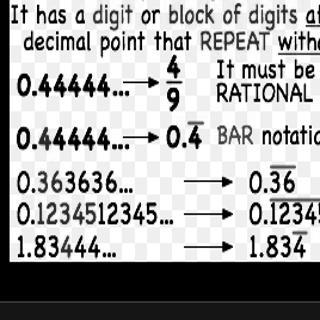 It has a digit or block of digits
decimal point that REPEAT
0.44444... → 4/9 It must be
RATIONAL
0.44444... → 0.4̅ BAR
0.363636... → 0.3̅6̅
0.1234512345... → 0.1̅2̅3̅4̅
1.83444... → 1.834̅